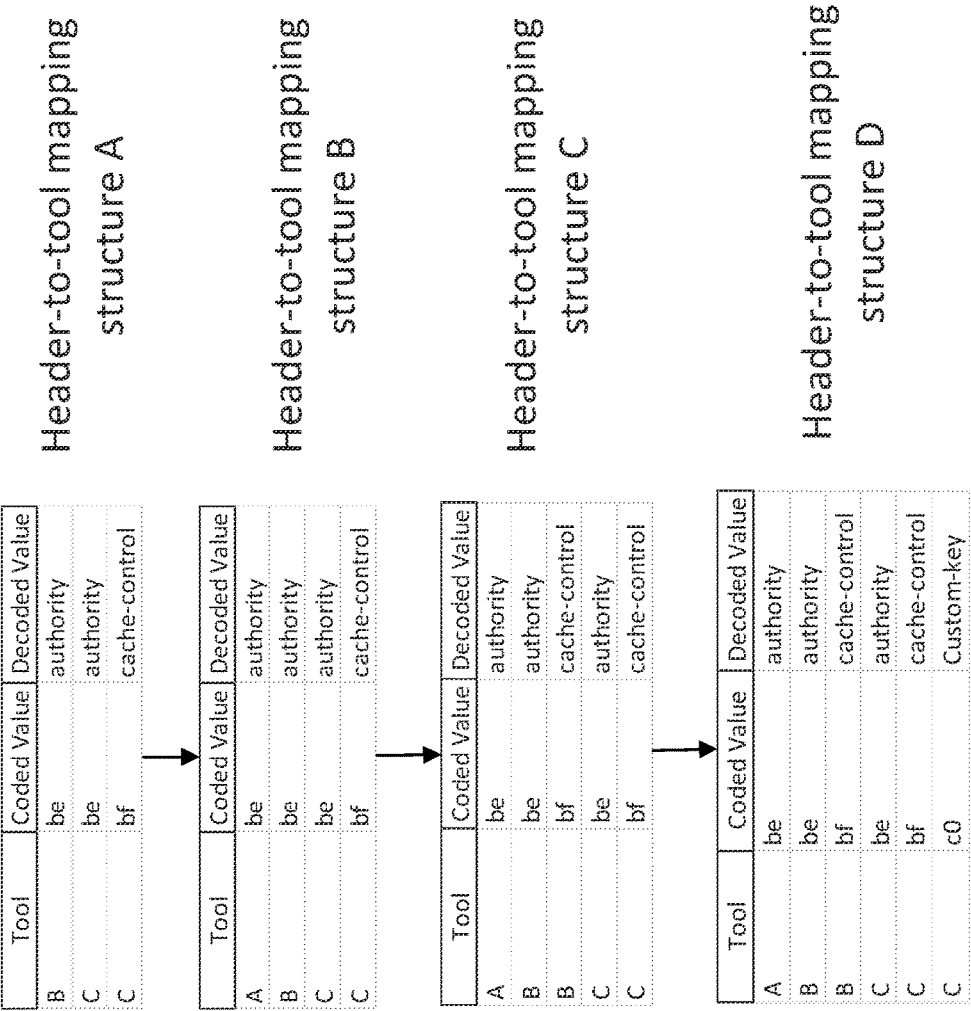 Tool Coded Value Decoded Value
B be authority
C be authority
C bf cache-control
Header-to-tool mapping
structure A
Tool Coded Value Decoded Value
A be authority
B be authority
C be authority
C bf cache-control
Header-to-tool mapping
structure B
Tool Coded Value Decoded Value
A be authority
B be authority
B bf cache-control
C be authority
C bf cache-control
Header-to-tool mapping
structure C
Tool Coded Value Decoded Value
A be authority
B be authority
B bf cache-control
C be authority
C bf cache-control
C c0 Custom-key
Header-to-tool mapping
structure D